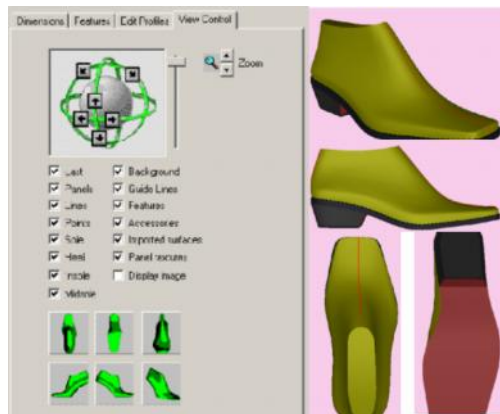 Dimensions Features Edit Profiles View Control
Zoom
Last Background
Panels Guide Lines
Lines Features
Points Accessories
Sole Imported surfaces
Heel Panel textures
Insole Display image
Midsole